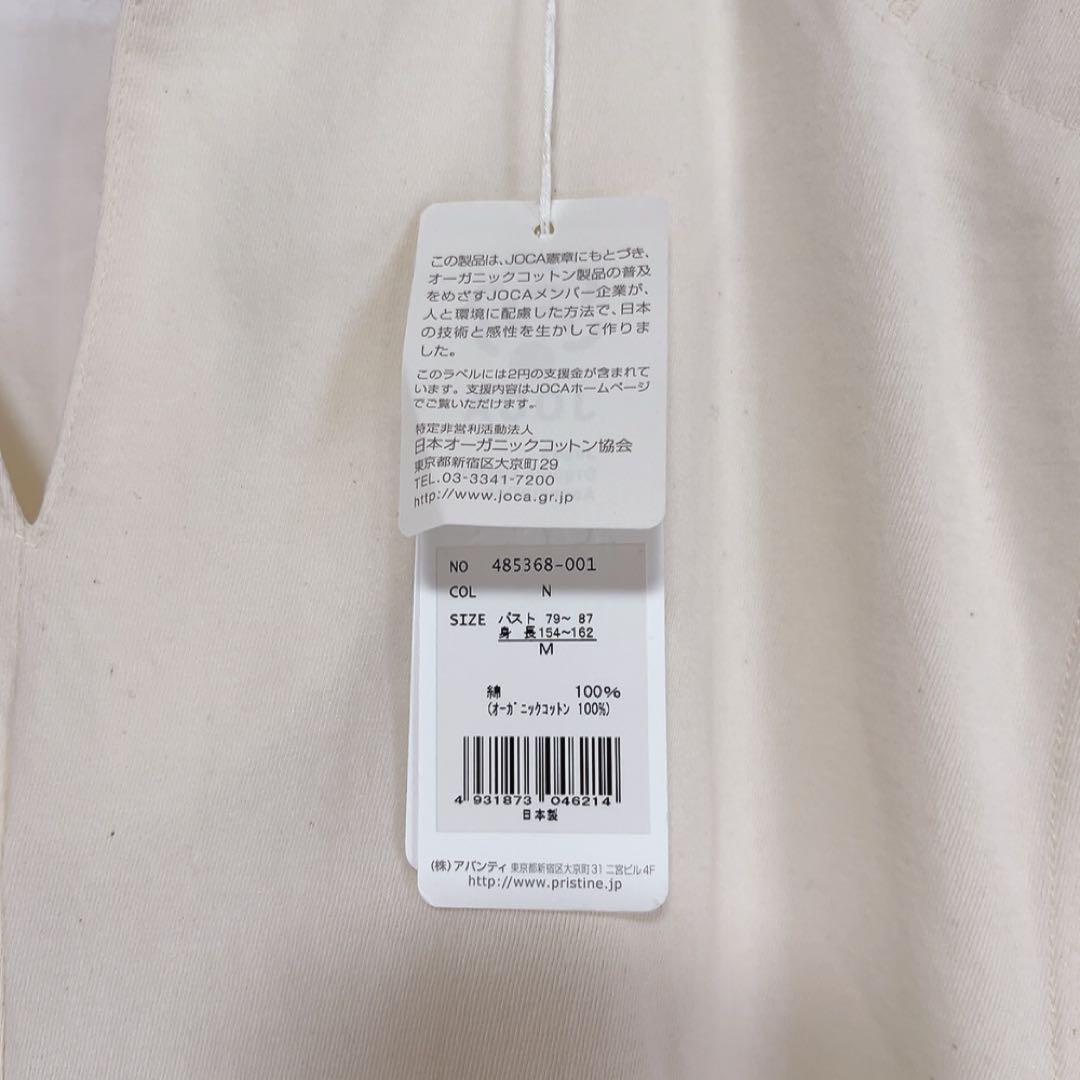 この製品は、JOCA憲章にもとづき、
オーガニックコットン製品の普及
をめざすJOCAメンバー企業が、
人と環境に配慮した方法で、日本
の技術と感性を生かして作りま
した。
このラベルには2円の支援金が含まれて
います。支援内容はJOCAホームページ
でご覧いただけます。
特定非営利活動法人
日本オーガニックコットン協会
東京都新宿区大京町29
TEL.03-3341-7200
http://www.joca.gr.jp
NO 485368-001
COL N
SIZE バスト 79～ 87
身 長154～162
M
綿 100%
(ｵｰｶﾞﾆｯｸｺｯﾄﾝ 100%)
4 931873 046214
日本製
(株)アバンティ 東京都新宿区大京町31 二宮ビル4F
http://www.pristine.jp